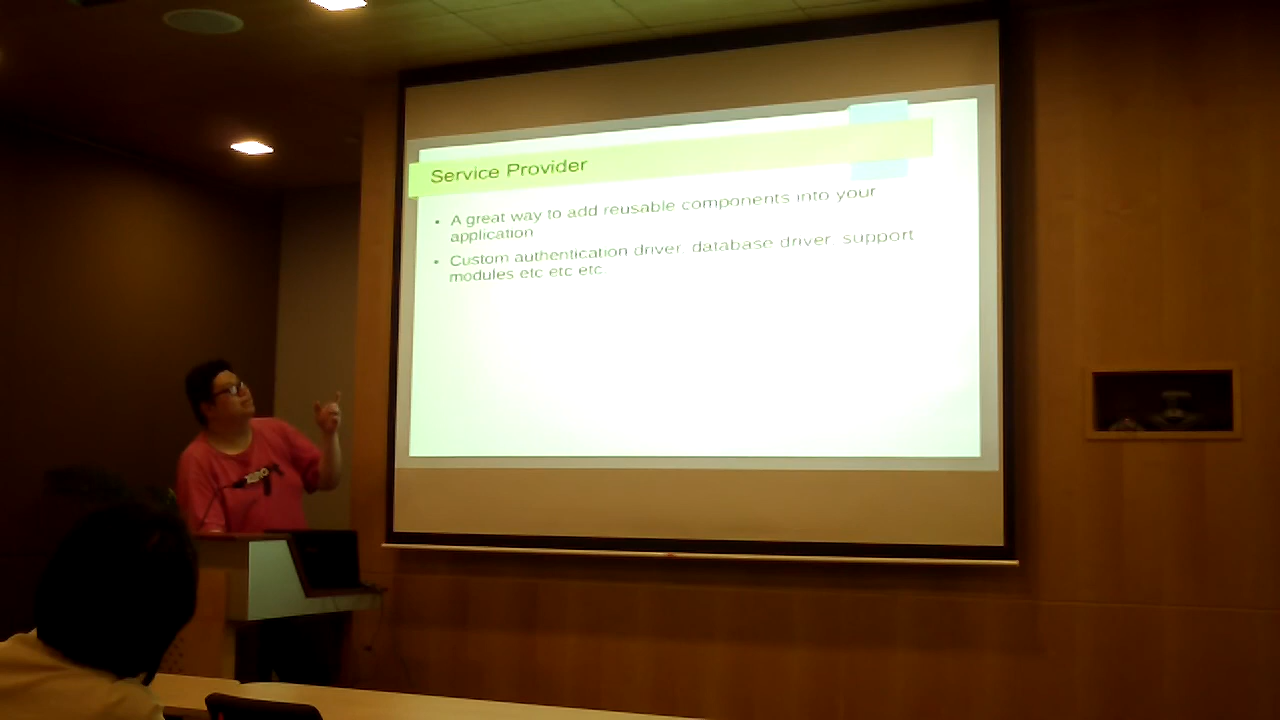 Service Provider
• A great way to add reusable components into your
application
• Custom authentication driver, database driver, support
modules etc etc etc.